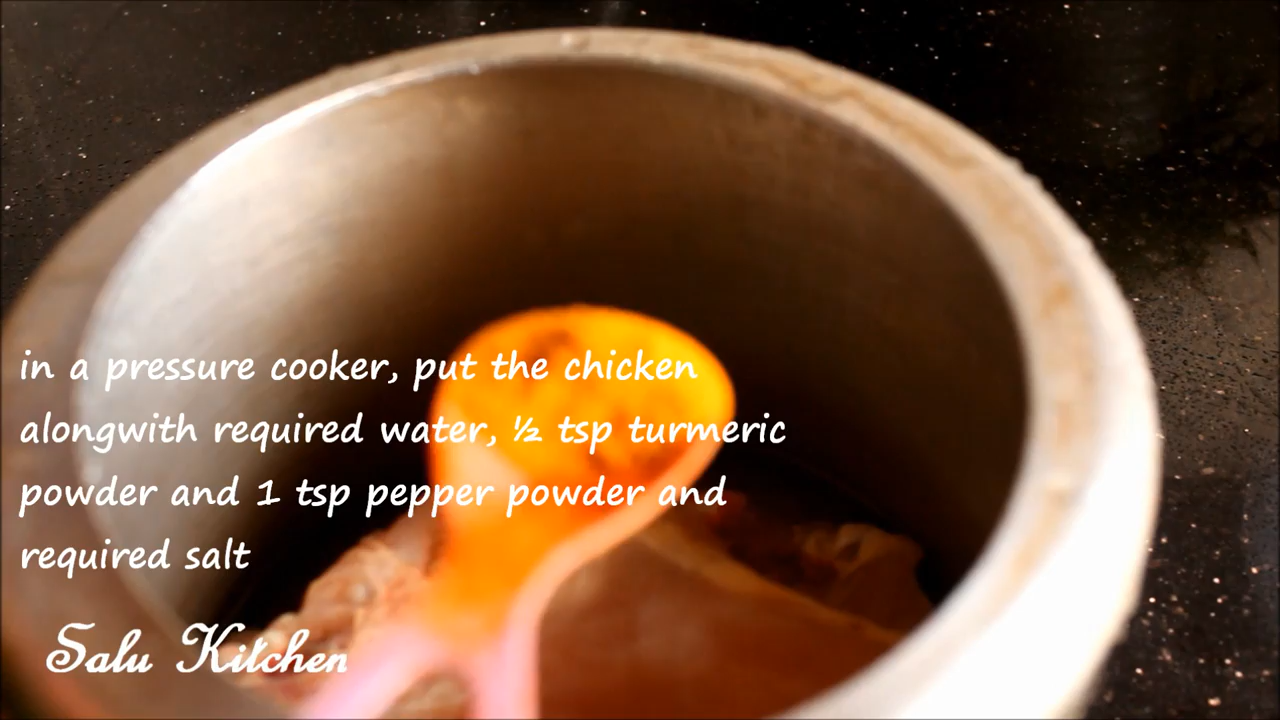 in a pressure cooker, put the chicken
alongwith required water, ½ tsp turmeric
powder and 1 tsp pepper powder and
required salt
Salu Kitchen